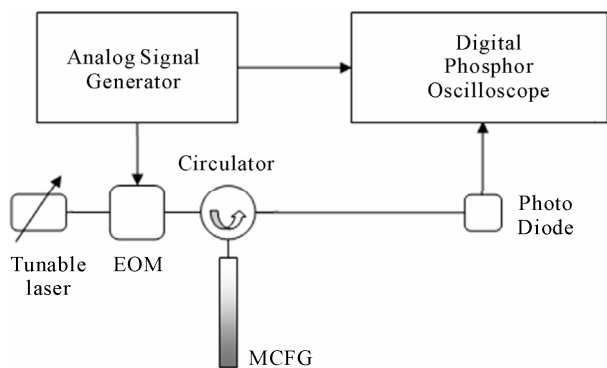 Analog Signal
Generator
Digital
Phosphor
Oscilloscope
Circulator
Tunable
laser
EOM
Photo
Diode
MCFG